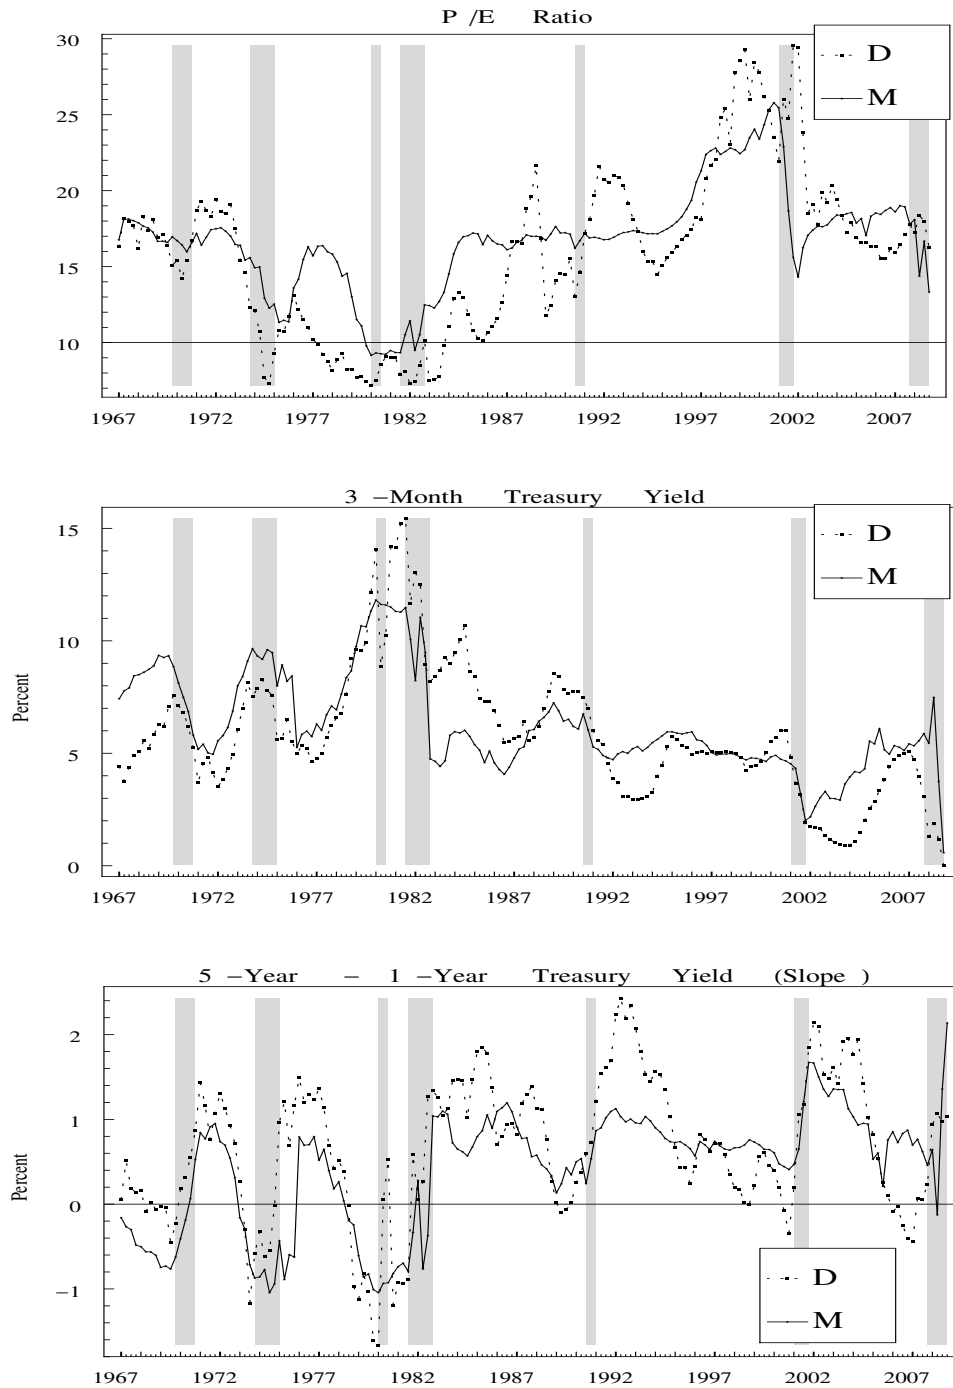 P /E Ratio
30
25
20
15
10
D
M
1967 1972 1977 1982 1987 1992 1997 2002 2007
3 −Month Treasury Yield
Percent
15
10
5
0
D
M
1967 1972 1977 1982 1987 1992 1997 2002 2007
5 −Year − 1 −Year Treasury Yield (Slope )
Percent
2
1
0
−1
D
M
1967 1972 1977 1982 1987 1992 1997 2002 2007